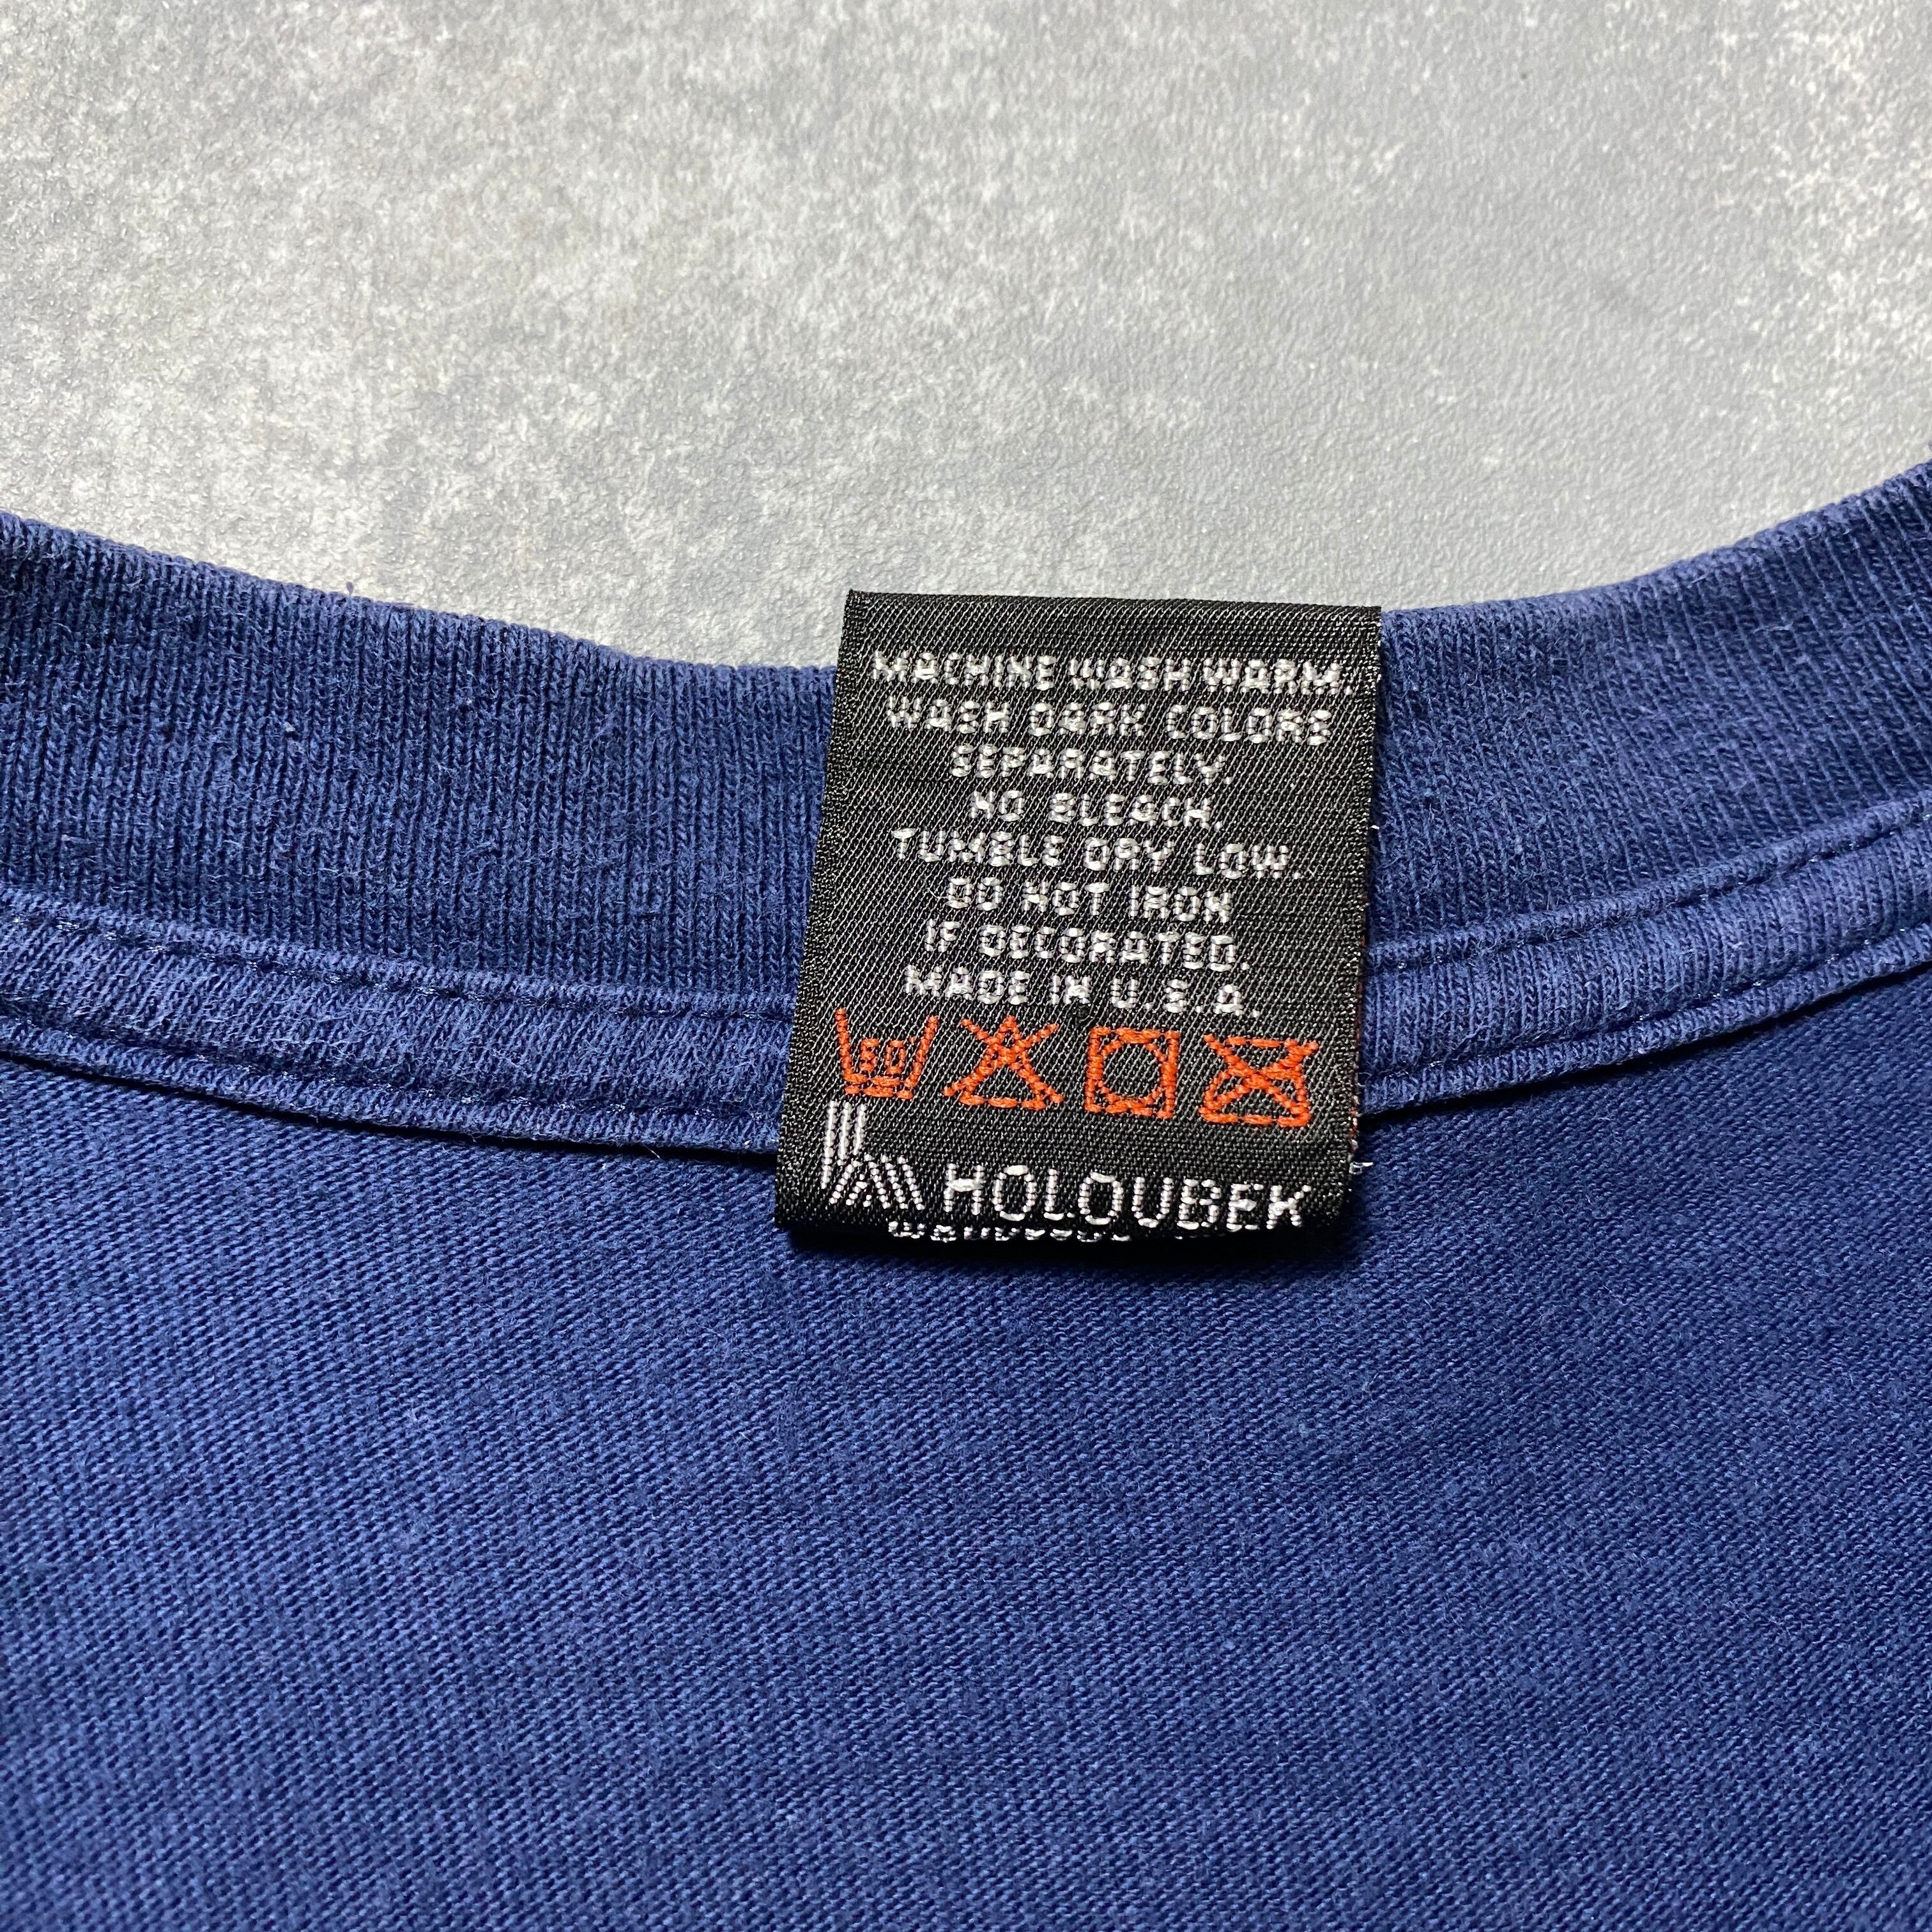 MACHINE WASH WARM.
WASH DARK COLORS
SEPARATELY.
NO BLEACH.
TUMBLE DRY LOW.
DO NOT IRON
IF DECORATED.
MADE IN U.S.A.
50
HOLOUBEK